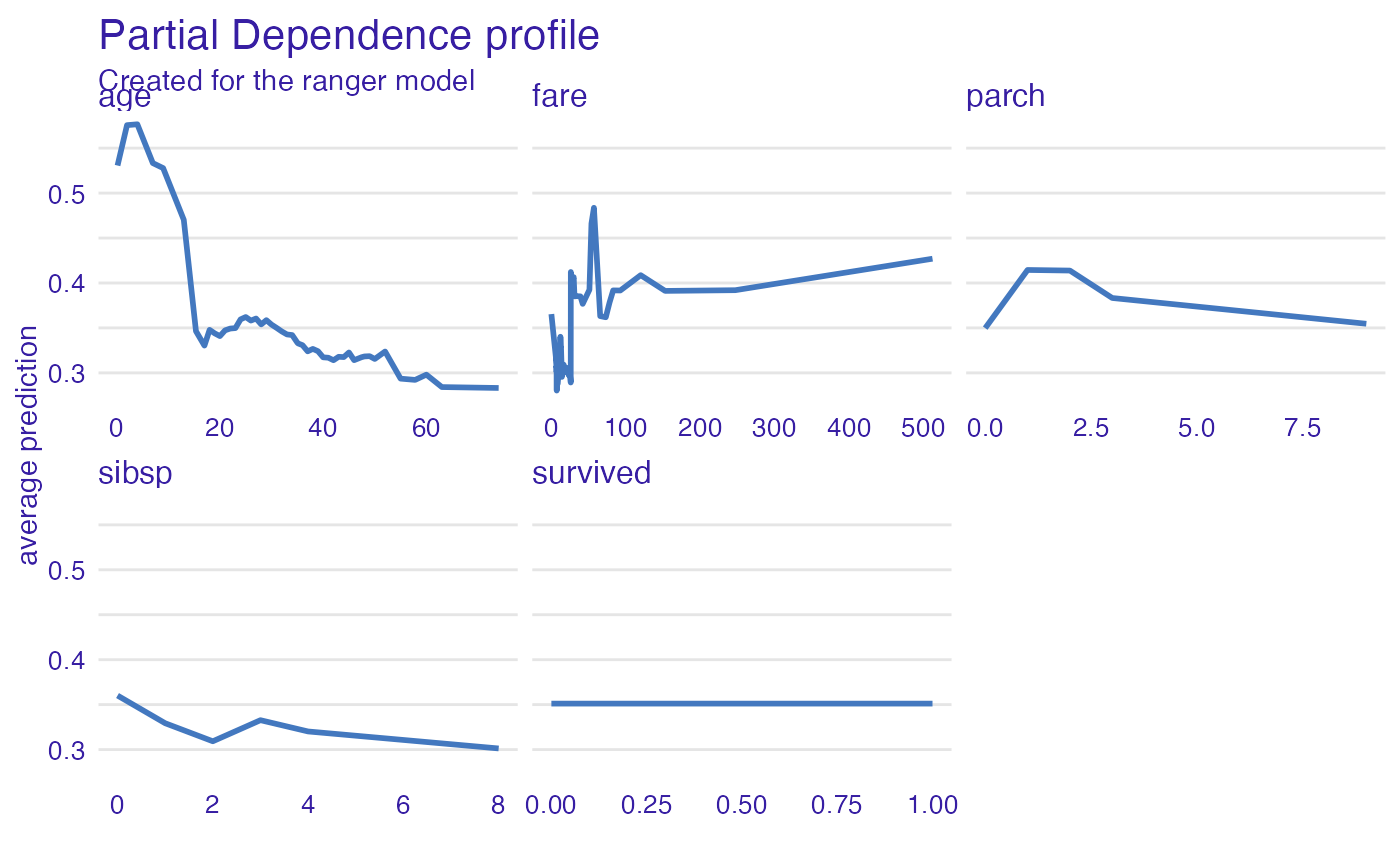 Partial Dependence profile
Created for the ranger model
age
fare
parch
0.5
0.4
0.3
0 20 40 60
0 100 200 300 400 500
0.0 2.5 5.0 7.5
average prediction
sibsp
survived
0.5
0.4
0.3
0 2 4 6 8
0.00 0.25 0.50 0.75 1.00